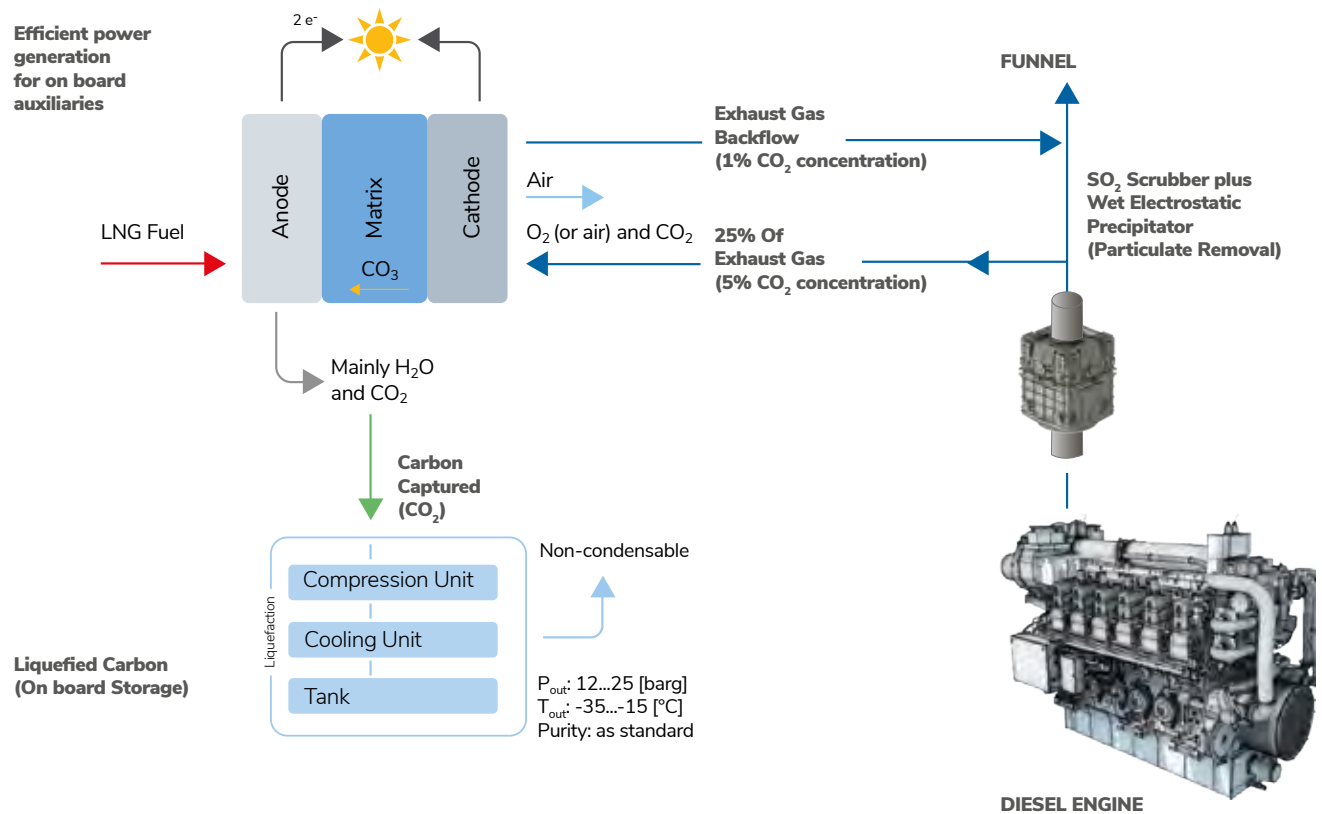 Efficient power
generation
for on board
auxiliaries
2 e⁻
FUNNEL
Anode
Matrix
Cathode
CO₃
LNG Fuel
Exhaust Gas
Backflow
(1% CO₂ concentration)
Air
O₂ (or air) and CO₂
25% Of
Exhaust Gas
(5% CO₂ concentration)
SO₂ Scrubber plus
Wet Electrostatic
Precipitator
(Particulate Removal)
Mainly H₂O
and CO₂
Carbon
Captured
(CO₂)
Liquefaction
Compression Unit
Cooling Unit
Tank
Non-condensable
Liquefied Carbon
(On board Storage)
Pout: 12...25 [barg]
Tout: -35...-15 [°C]
Purity: as standard
DIESEL ENGINE